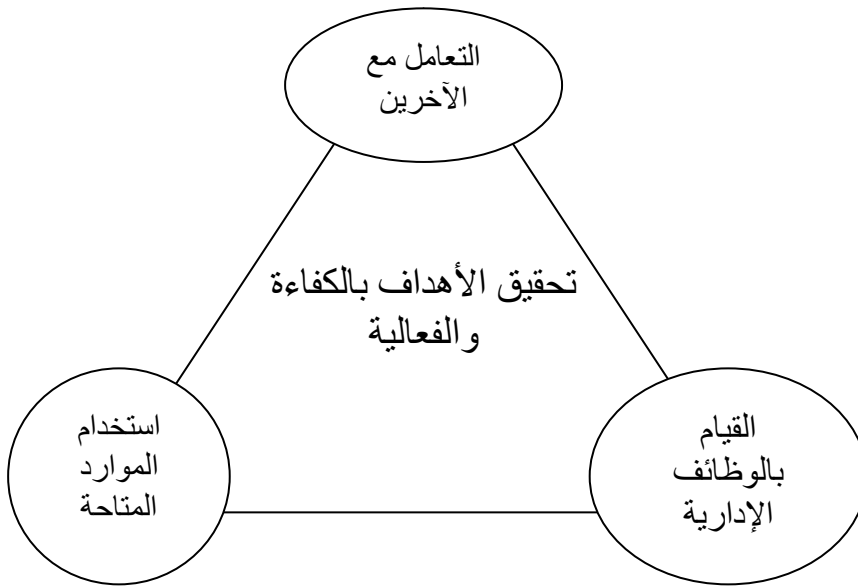 التعامل مع
الآخرين
تحقيق الأهداف بالكفاءة
والفعالية
القيام
بالوظائف
الإدارية
استخدام
الموارد
المتاحة